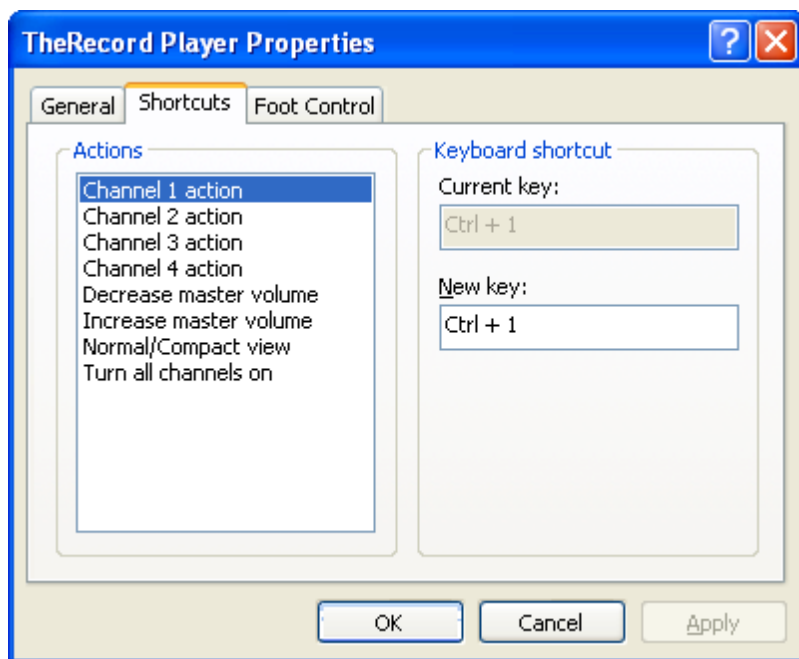 TheRecord Player Properties
General Shortcuts Foot Control
Actions
Channel 1 action
Channel 2 action
Channel 3 action
Channel 4 action
Decrease master volume
Increase master volume
Normal/Compact view
Turn all channels on
Keyboard shortcut
Current key:
Ctrl + 1
New key:
Ctrl + 1
OK Cancel Apply